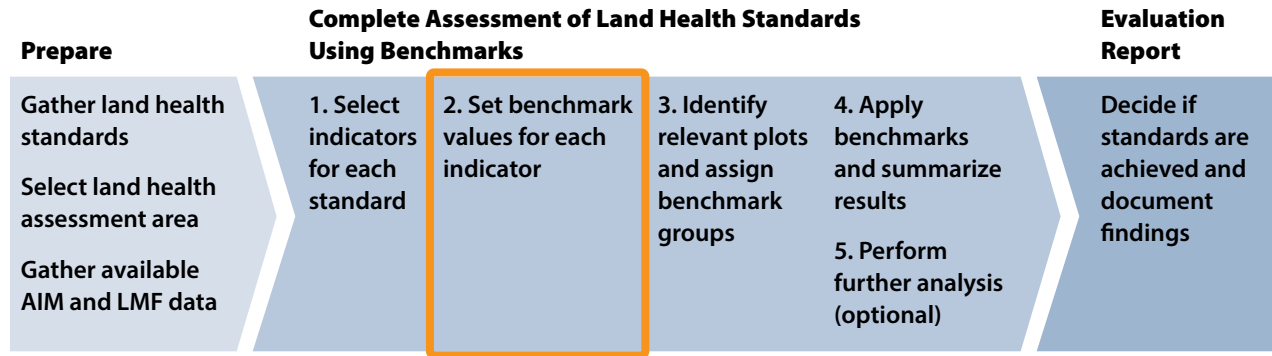 Prepare
Gather land health
standards
Select land health
assessment area
Gather available
AIM and LMF data
Complete Assessment of Land Health Standards
Using Benchmarks
1. Select
indicators
for each
standard
2. Set benchmark
values for each
indicator
3. Identify
relevant plots
and assign
benchmark
groups
4. Apply
benchmarks
and summarize
results
5. Perform
further analysis
(optional)
Evaluation
Report
Decide if
standards are
achieved and
document
findings